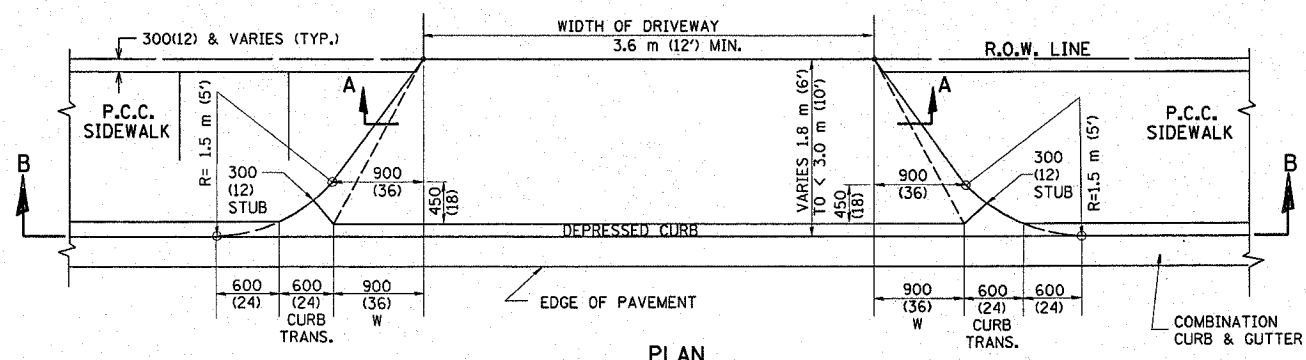 WIDTH OF DRIVEWAY
3.6 m (12') MIN.
300(12) & VARIES (TYP.)
R.O.W. LINE
A
A
P.C.C.
SIDEWALK
P.C.C.
SIDEWALK
R= 1.5 m (5')
300
(12)
STUB
900
(36)
450
(18)
VARIES 1.8 m (6')
TO < 3.0 m (10')
900
(36)
450
(18)
300
(12)
STUB
R=1.5 m (5')
B
B
DEPRESSED CURB
600
(24)
600
(24)
CURB
TRANS.
900
(36)
W
EDGE OF PAVEMENT
900
(36)
W
600
(24)
CURB
TRANS.
600
(24)
COMBINATION
CURB & GUTTER
PLAN